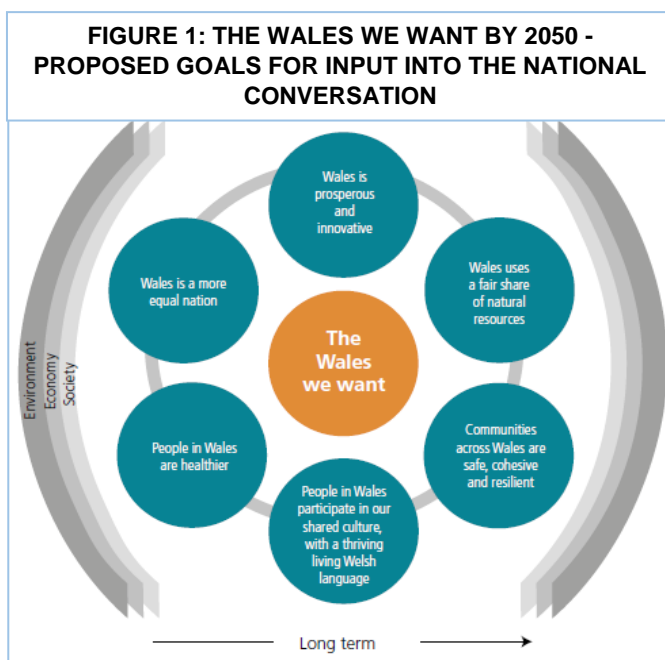 FIGURE 1: THE WALES WE WANT BY 2050 -
PROPOSED GOALS FOR INPUT INTO THE NATIONAL
CONVERSATION
Wales is
prosperous
and
innovative
Wales is a more
equal nation
Wales uses
a fair share
of natural
resources
The
Wales
we want
Environment
Economy
Society
People in Wales
are healthier
Communities
across Wales are
safe, cohesive
and resilient
People in Wales
participate in our
shared culture,
with a thriving
living Welsh
language
Long term